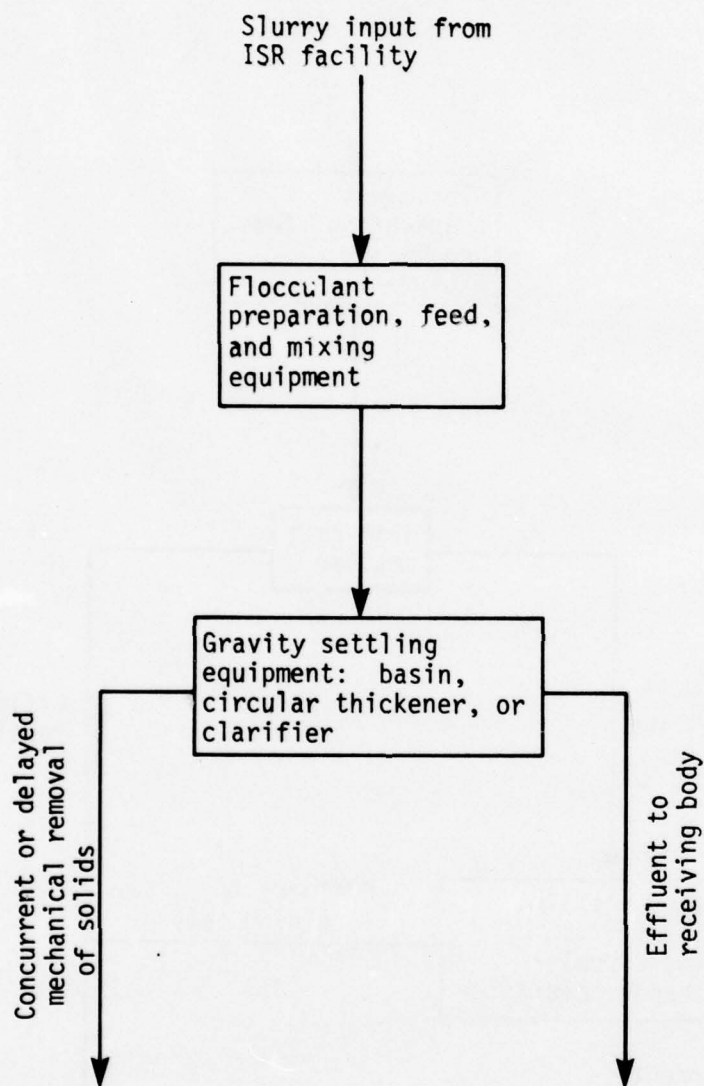 Slurry input from
ISR facility
Flocculant
preparation, feed,
and mixing
equipment
Gravity settling
equipment: basin,
circular thickener, or
clarifier
Concurrent or delayed
mechanical removal
of solids
Effluent to
receiving body